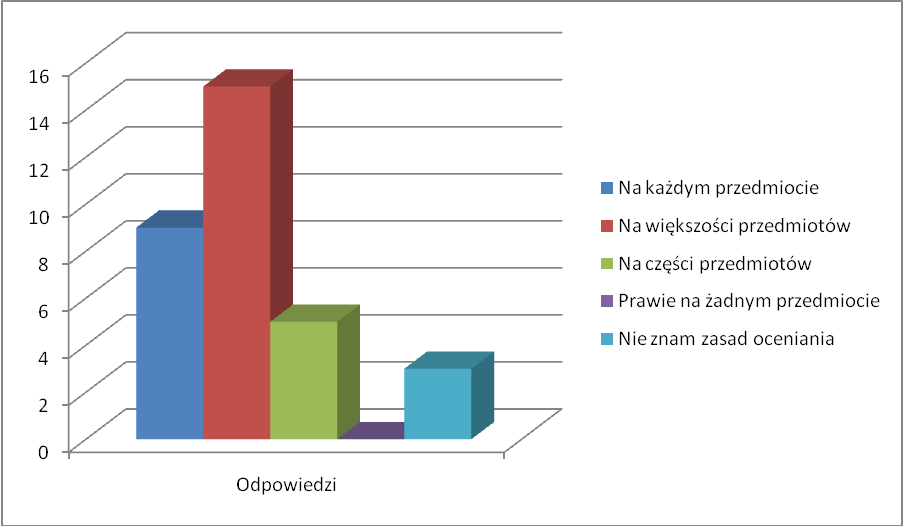 16
14
12
10
8
6
4
2
0
Odpowiedzi
Na każdym przedmiocie
Na większości przedmiotów
Na części przedmiotów
Prawie na żadnym przedmiocie
Nie znam zasad oceniania